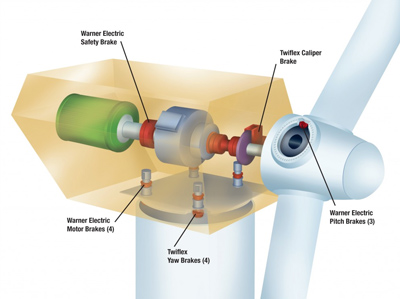 Warner Electric
Safety Brake
Twiflex Caliper
Brake
Warner Electric
Pitch Brakes (3)
Warner Electric
Motor Brakes (4)
Twiflex
Yaw Brakes (4)